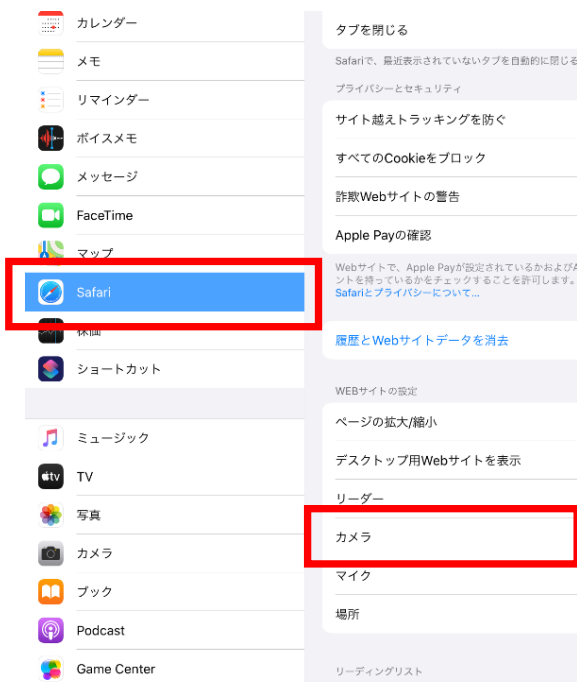 カレンダー
メモ
リマインダー
ボイスメモ
メッセージ
FaceTime
マップ
Safari
株価
ショートカット
ミュージック
tv
TV
写真
カメラ
ブック
Podcast
Game Center
タブを閉じる
Safariで、最近表示されていないタブを自動的に閉じる
プライバシーとセキュリティ
サイト越えトラッキングを防ぐ
すべてのCookieをブロック
詐欺Webサイトの警告
Apple Payの確認
Webサイトで、Apple Payが設定されているかおよびA
ントを持っているかをチェックすることを許可します。
Safariとプライバシーについて...
履歴とWebサイトデータを消去
WEBサイトの設定
ページの拡大/縮小
デスクトップ用Webサイトを表示
リーダー
カメラ
マイク
場所
リーディングリスト